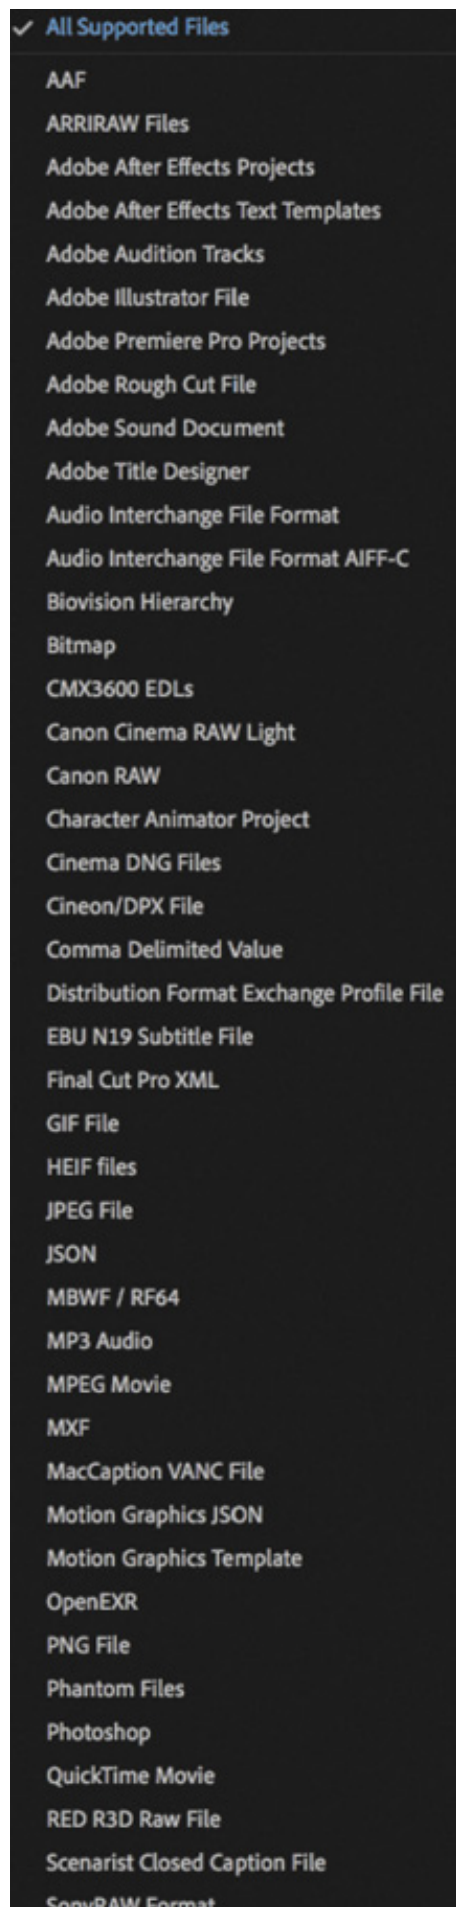 All Supported Files
AAF
ARRIRAW Files
Adobe After Effects Projects
Adobe After Effects Text Templates
Adobe Audition Tracks
Adobe Illustrator File
Adobe Premiere Pro Projects
Adobe Rough Cut File
Adobe Sound Document
Adobe Title Designer
Audio Interchange File Format
Audio Interchange File Format AIFF-C
Biovision Hierarchy
Bitmap
CMX3600 EDLs
Canon Cinema RAW Light
Canon RAW
Character Animator Project
Cinema DNG Files
Cineon/DPX File
Comma Delimited Value
Distribution Format Exchange Profile File
EBU N19 Subtitle File
Final Cut Pro XML
GIF File
HEIF files
JPEG File
JSON
MBWF / RF64
MP3 Audio
MPEG Movie
MXF
MacCaption VANC File
Motion Graphics JSON
Motion Graphics Template
OpenEXR
PNG File
Phantom Files
Photoshop
QuickTime Movie
RED R3D Raw File
Scenarist Closed Caption File
SonyRAW Format